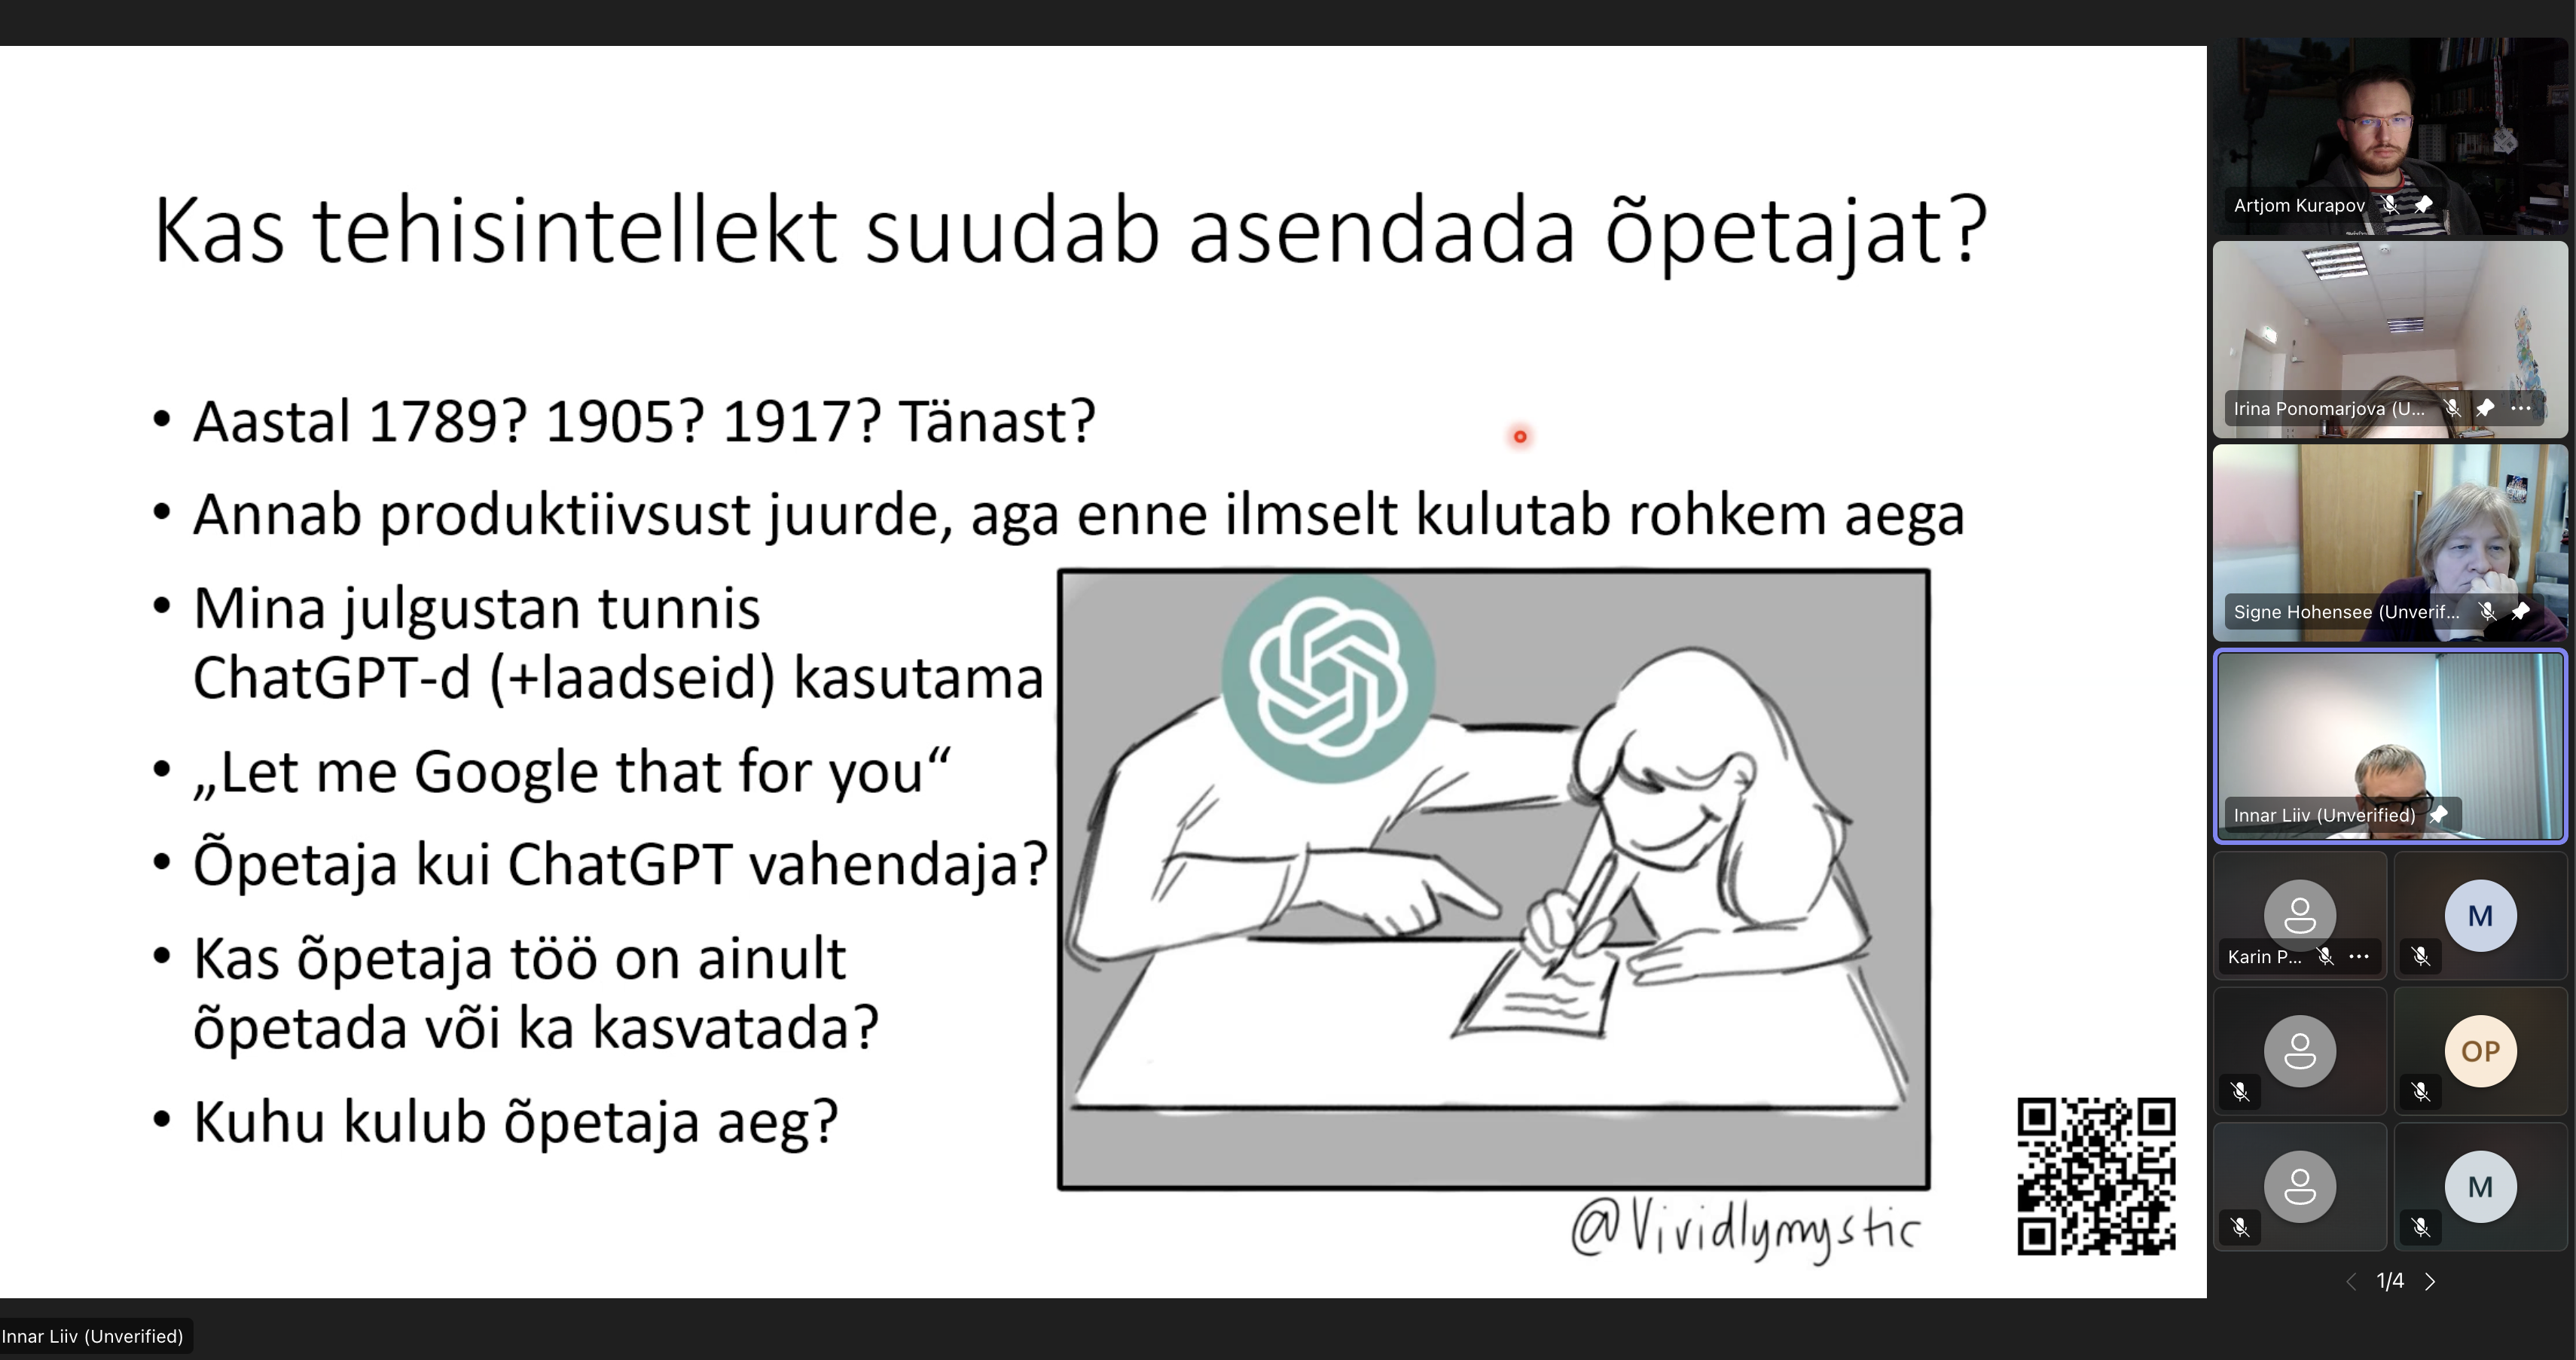 Kas tehisintellekt suudab asendada õpetajat?
• Aastal 1789? 1905? 1917? Tänast?
• Annab produktiivsust juurde, aga enne ilmselt kulutab rohkem aega
• Mina julgustan tunnis
ChatGPT-d (+laadseid) kasutama
• „Let me Google that for you“
• Õpetaja kui ChatGPT vahendaja?
• Kas õpetaja töö on ainult
õpetada või ka kasvatada?
• Kuhu kulub õpetaja aeg?
@Vividlymystic
Artjom Kurapov
Irina Ponomarjova (U...
Signe Hohensee (Unverif...
Innar Liiv (Unverified)
Karin P...
M
OP
M
1/4
Innar Liiv (Unverified)